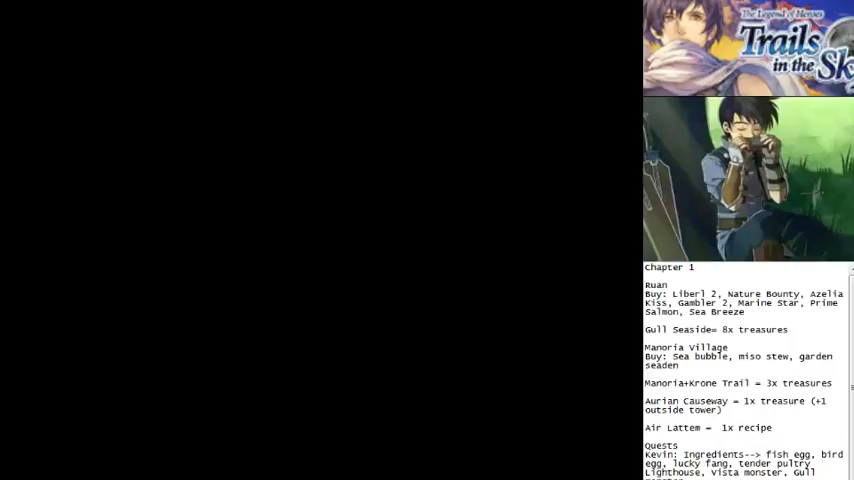 The Legend of Heroes
Trails
in the Sky
Chapter 1
Ruan
Buy: Liberl 2, Nature Bounty, Azelia
Kiss, Gambler 2, Marine Star, Prime
Salmon, Sea Breeze
Gull Seaside= 8x treasures
Manoria Village
Buy: Sea bubble, miso stew, garden
seaden
Manoria+Krone Trail = 3x treasures
Aurian Causeway = 1x treasure (+1
outside tower)
Air Lattem =  1x recipe
Quests
Kevin: Ingredients--> fish egg, bird
egg, lucky fang, tender pultry
Lighthouse, Vista monster, Gull